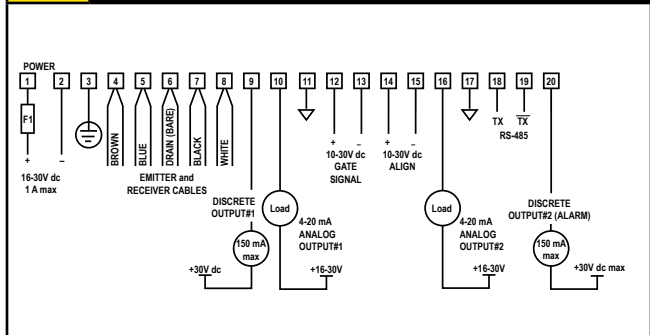 POWER
1 2 3 4 5 6 7 8 9 10 11 12 13 14 15 16 17 18 19 20
F1
+ –
16-30V dc
1 A max
BROWN
BLUE
DRAIN (BARE)
BLACK
WHITE
EMITTER and
RECEIVER CABLES
DISCRETE
OUTPUT#1
150 mA
max
+30V dc
Load
4-20 mA
ANALOG
OUTPUT#1
+16-30V
+ –
10-30V dc
GATE
SIGNAL
+ –
10-30V dc
ALIGN
Load
4-20 mA
ANALOG
OUTPUT#2
+16-30V
TX TX
RS-485
DISCRETE
OUTPUT#2 (ALARM)
150 mA
max
+30V dc max